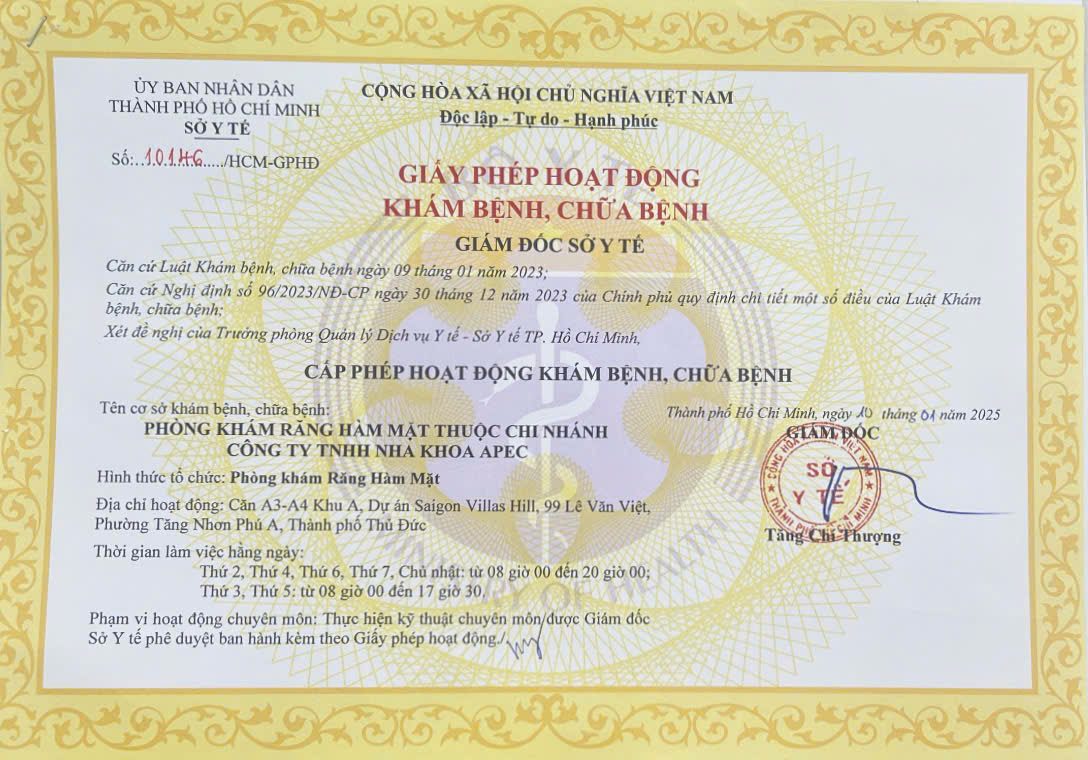 ỦY BAN NHÂN DÂN
THÀNH PHỐ HỒ CHÍ MINH
SỞ Y TẾ
Số:...10146....../HCM-GPHĐ
CỘNG HÒA XÃ HỘI CHỦ NGHĨA VIỆT NAM
Độc lập - Tự do - Hạnh phúc
GIẤY PHÉP HOẠT ĐỘNG
KHÁM BỆNH, CHỮA BỆNH
GIÁM ĐỐC SỞ Y TẾ
Căn cứ Luật Khám bệnh, chữa bệnh ngày 09 tháng 01 năm 2023;
Căn cứ Nghị định số 96/2023/NĐ-CP ngày 30 tháng 12 năm 2023 của Chính phủ quy định chi tiết một số điều của Luật Khám
bệnh, chữa bệnh;
Xét đề nghị của Trưởng phòng Quản lý Dịch vụ Y tế - Sở Y tế TP. Hồ Chí Minh,
CẤP PHÉP HOẠT ĐỘNG KHÁM BỆNH, CHỮA BỆNH
Tên cơ sở khám bệnh, chữa bệnh:
PHÒNG KHÁM RĂNG HÀM MẶT THUỘC CHI NHÁNH
CÔNG TY TNHH NHA KHOA APEC
Hình thức tổ chức: Phòng khám Răng Hàm Mặt
Địa chỉ hoạt động: Căn A3-A4 Khu A, Dự án Saigon Villas Hill, 99 Lê Văn Việt,
Phường Tăng Nhơn Phú A, Thành phố Thủ Đức
Thời gian làm việc hằng ngày:
Thứ 2, Thứ 4, Thứ 6, Thứ 7, Chủ nhật: từ 08 giờ 00 đến 20 giờ 00;
Thứ 3, Thứ 5: từ 08 giờ 00 đến 17 giờ 30.
Phạm vi hoạt động chuyên môn: Thực hiện kỹ thuật chuyên môn được Giám đốc
Sở Y tế phê duyệt ban hành kèm theo Giấy phép hoạt động./.
Thành phố Hồ Chí Minh, ngày 10 tháng 01 năm 2025
GIÁM ĐỐC
SỞ
Y TẾ
Tăng Chí Thượng
BỘ Y TẾ
MINISTRY OF HEALTH